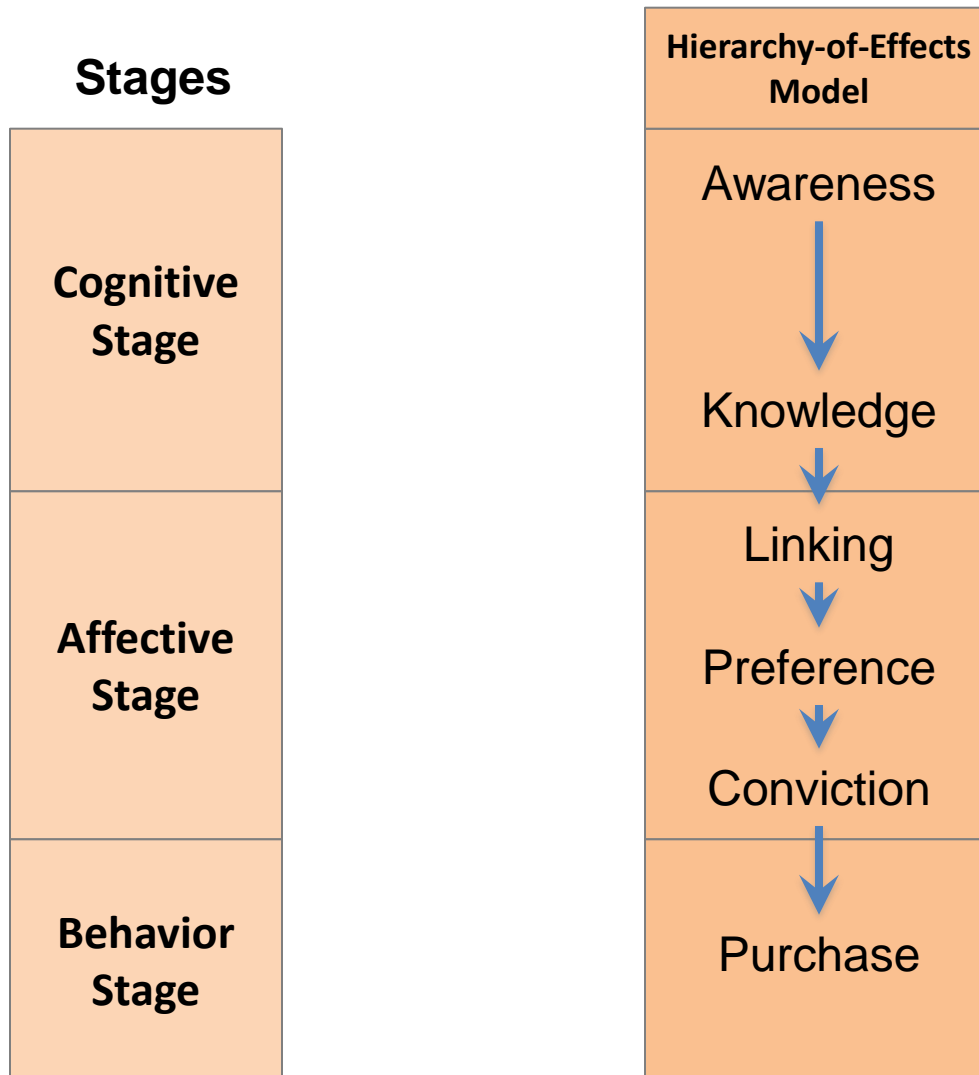 Stages
Hierarchy-of-Effects
Model
Cognitive
Stage
Awareness
Knowledge
Affective
Stage
Linking
Preference
Conviction
Behavior
Stage
Purchase